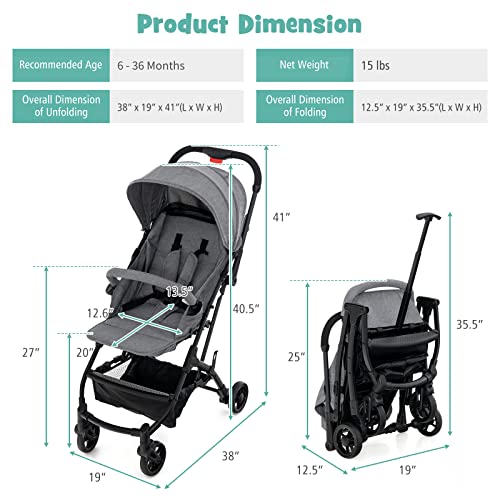 Product Dimension
Recommended Age
6 - 36 Months
Net Weight
15 lbs
Overall Dimension
of Unfolding
38" x 19" x 41"(L x W x H)
Overall Dimension
of Folding
12.5" x 19" x 35.5"(L x W x H)
41"
13.5"
12.6"
40.5"
35.5"
27"
20"
25"
38"
19"
12.5"
19"